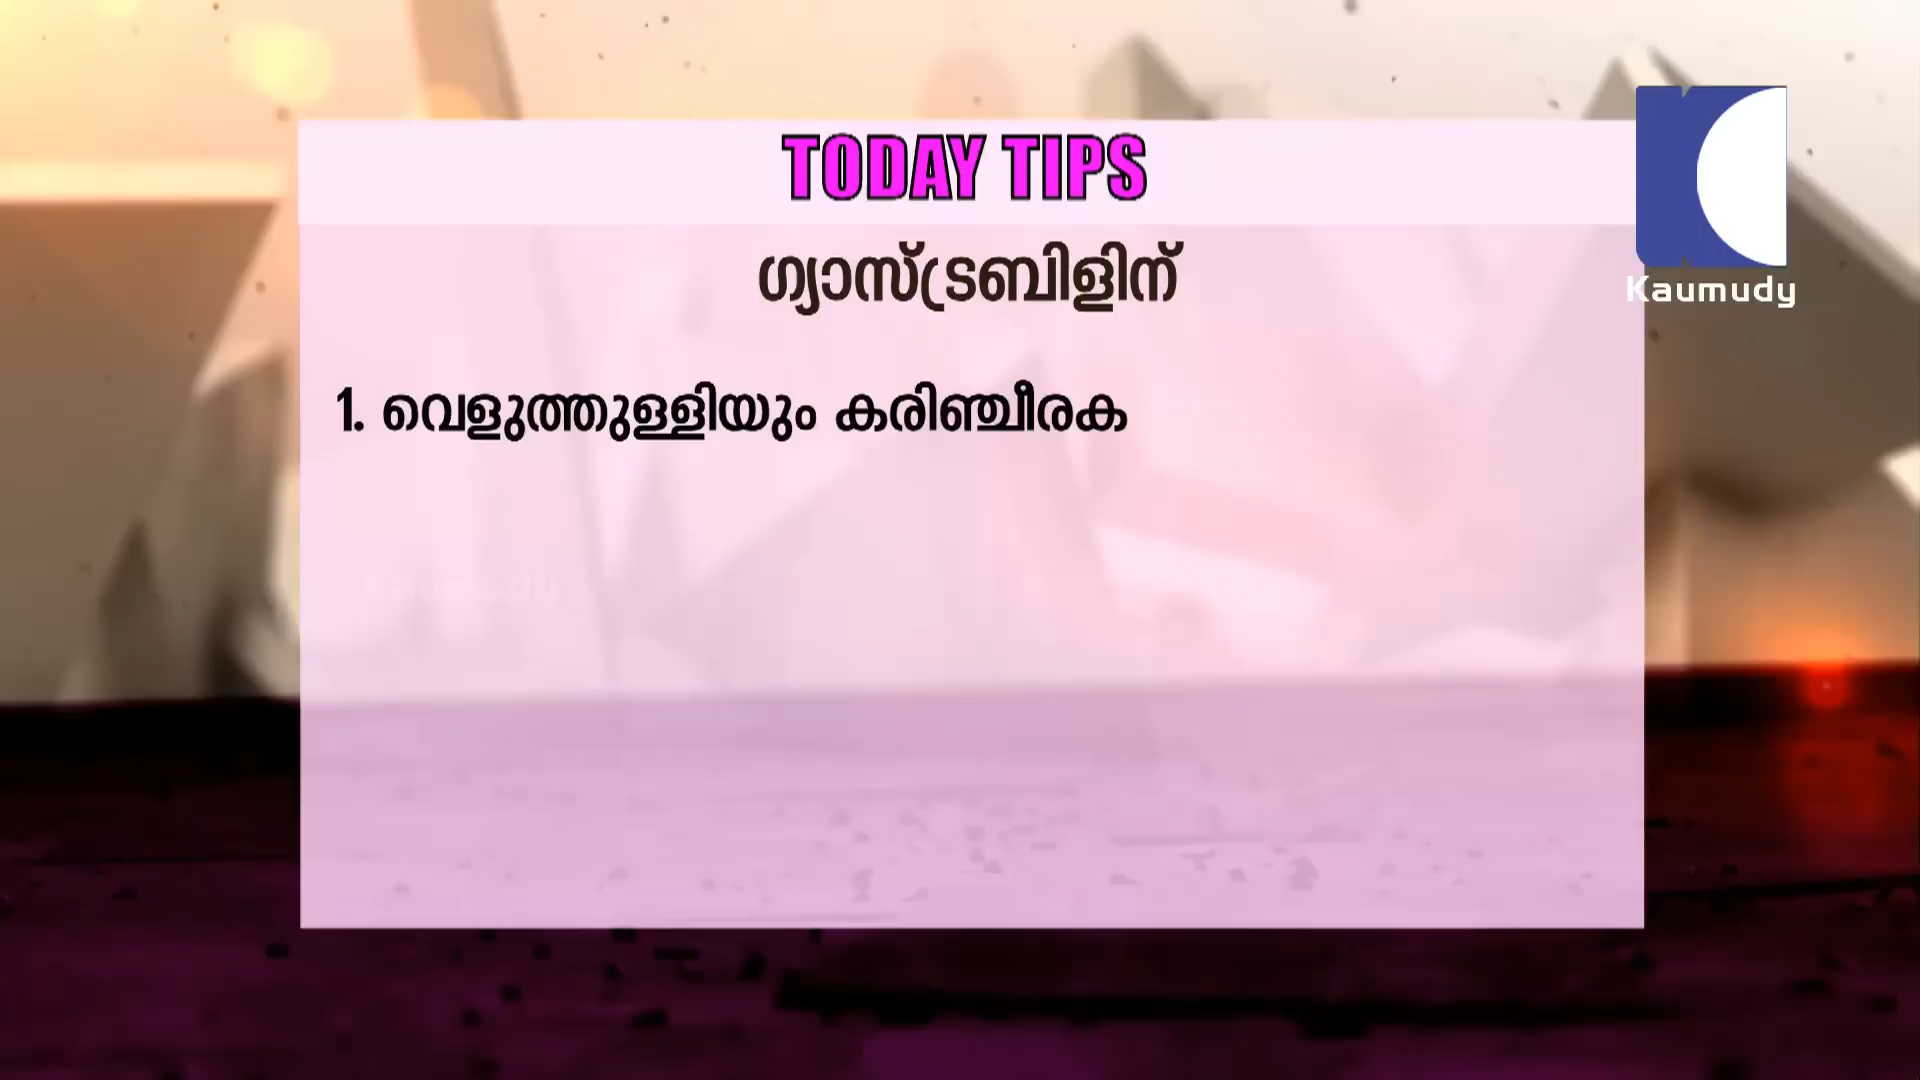 TODAY TIPS
Kaumudy
ഗ്യാസ്ട്രബിളിന്
1. വെളുത്തുള്ളിയും കരിഞ്ചീരക